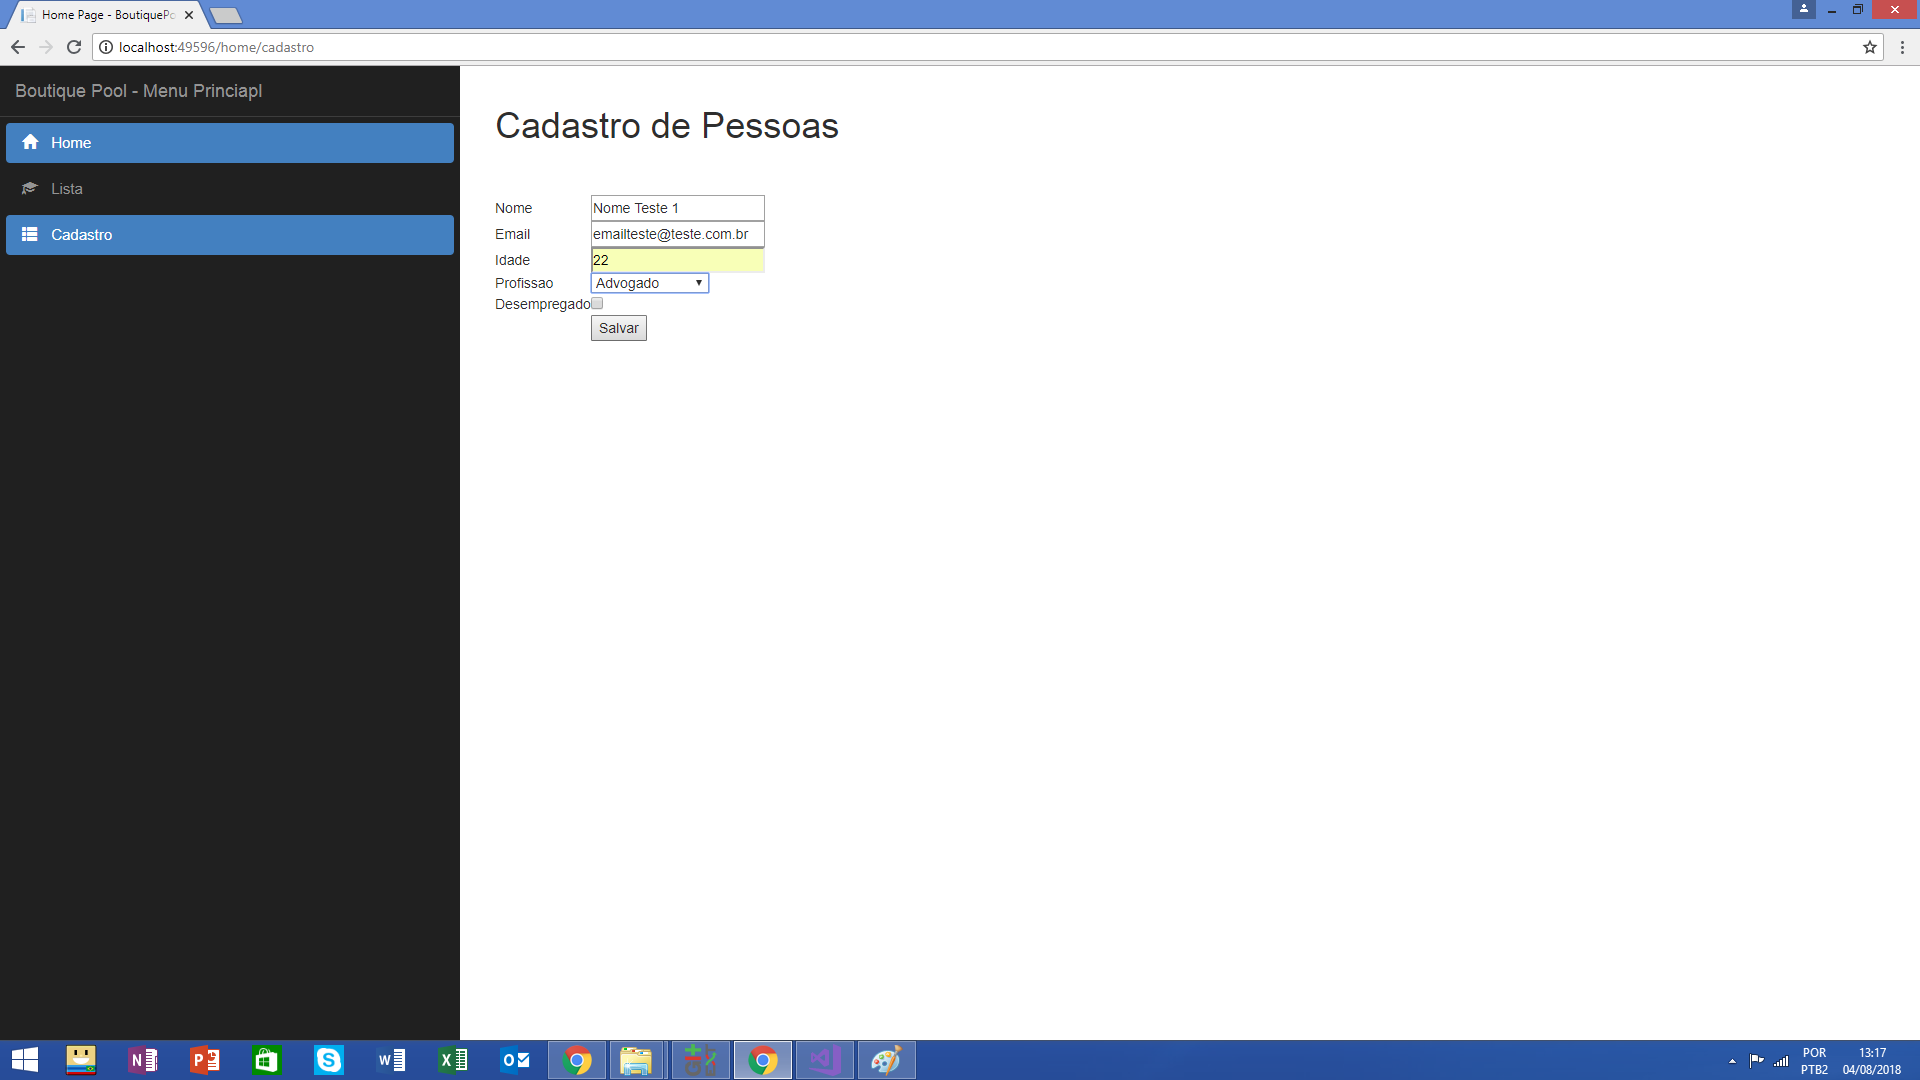 Home Page - BoutiquePo
localhost:49596/home/cadastro
Boutique Pool - Menu Princiapl
Home
Lista
Cadastro
Cadastro de Pessoas
Nome Nome Teste 1
Email emailteste@teste.com.br
Idade 22
Profissao Advogado
Desempregado
Salvar
POR 13:17
PTB2 04/08/2018